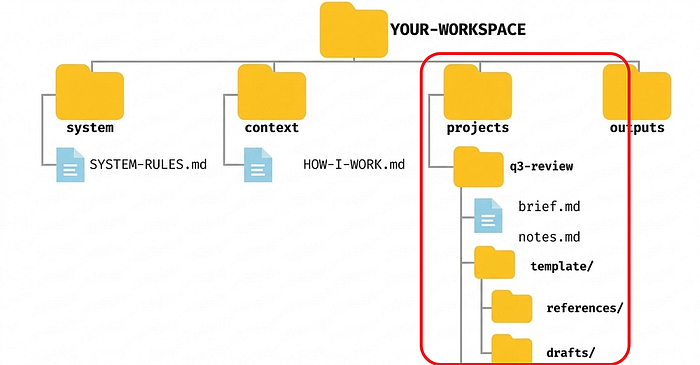 YOUR-WORKSPACE
system
context
projects
outputs
SYSTEM-RULES.md
HOW-I-WORK.md
q3-review
brief.md
notes.md
template/
references/
drafts/